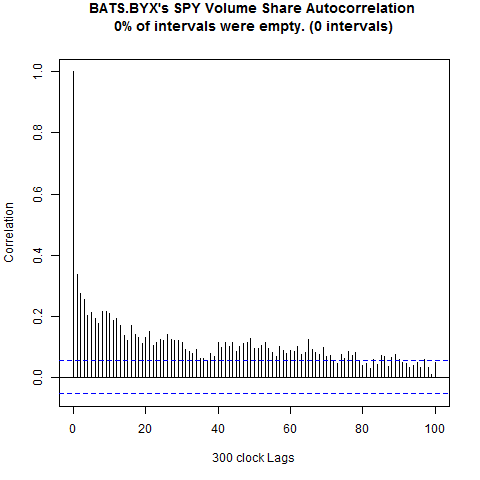 BATS.BYX's SPY Volume Share Autocorrelation
0% of intervals were empty. (0 intervals)
1.0
0.8
0.6
0.4
0.2
0.0
Correlation
0 20 40 60 80 100
300 clock Lags